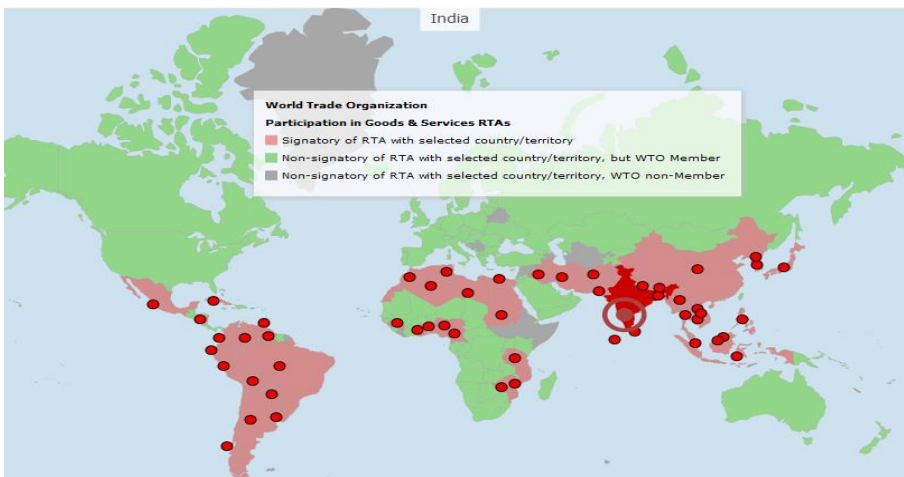 India
World Trade Organization
Participation in Goods & Services RTAs
Signatory of RTA with selected country/territory
Non-signatory of RTA with selected country/territory, but WTO Member
Non-signatory of RTA with selected country/territory, WTO non-Member